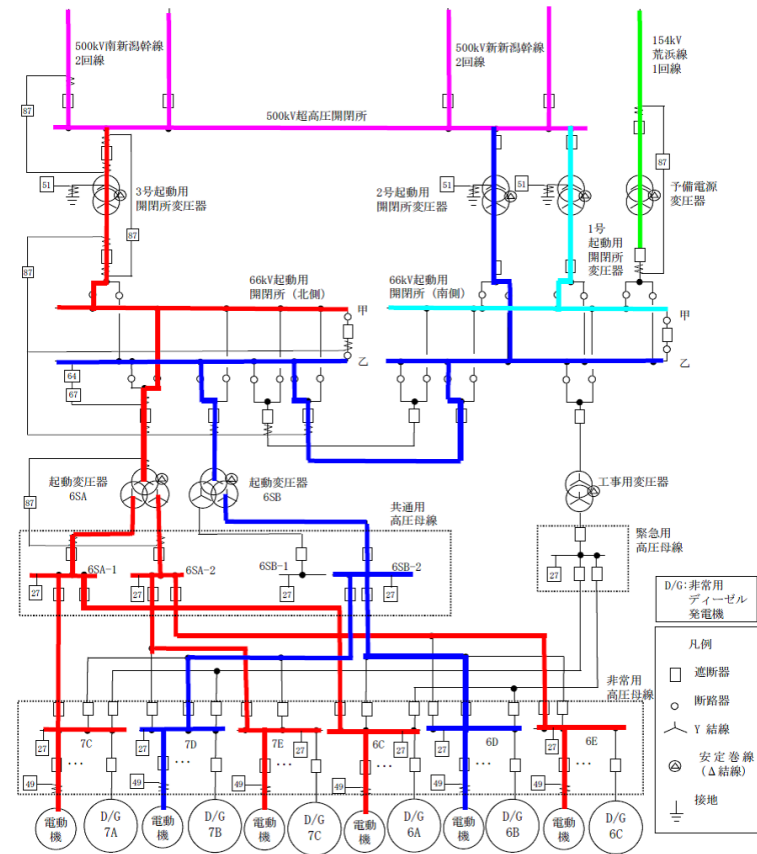 500kV南新潟幹線
2回線
500kV新新潟幹線
2回線
154kV
荒浜線
1回線
87
500kV超高圧開閉所
87
51
3号起動用
開閉所変圧器
51
2号起動用
開閉所変圧器
51
予備電源
変圧器
87
87
1号
起動用
開閉所
変圧器
66kV起動用
開閉所（北側）
66kV起動用
開閉所（南側）
甲
甲
乙
乙
64
67
起動変圧器
6SA
起動変圧器
6SB
工事用変圧器
87
共通用
高圧母線
緊急用
高圧母線
6SA-1
6SA-2
6SB-1
6SB-2
27
27
27
27
27
D/G:非常用
ディーゼル
発電機
凡例
遮断器
断路器
Y 結線
安定巻線
(Δ結線)
接地
非常用
高圧母線
7C
7D
7E
6C
6D
6E
27
27
27
27
27
27
…
…
…
…
…
…
49
49
49
49
49
49
電動
機
D/G
7A
電動
機
D/G
7B
電動
機
D/G
7C
電動
機
D/G
6A
電動
機
D/G
6B
電動
機
D/G
6C